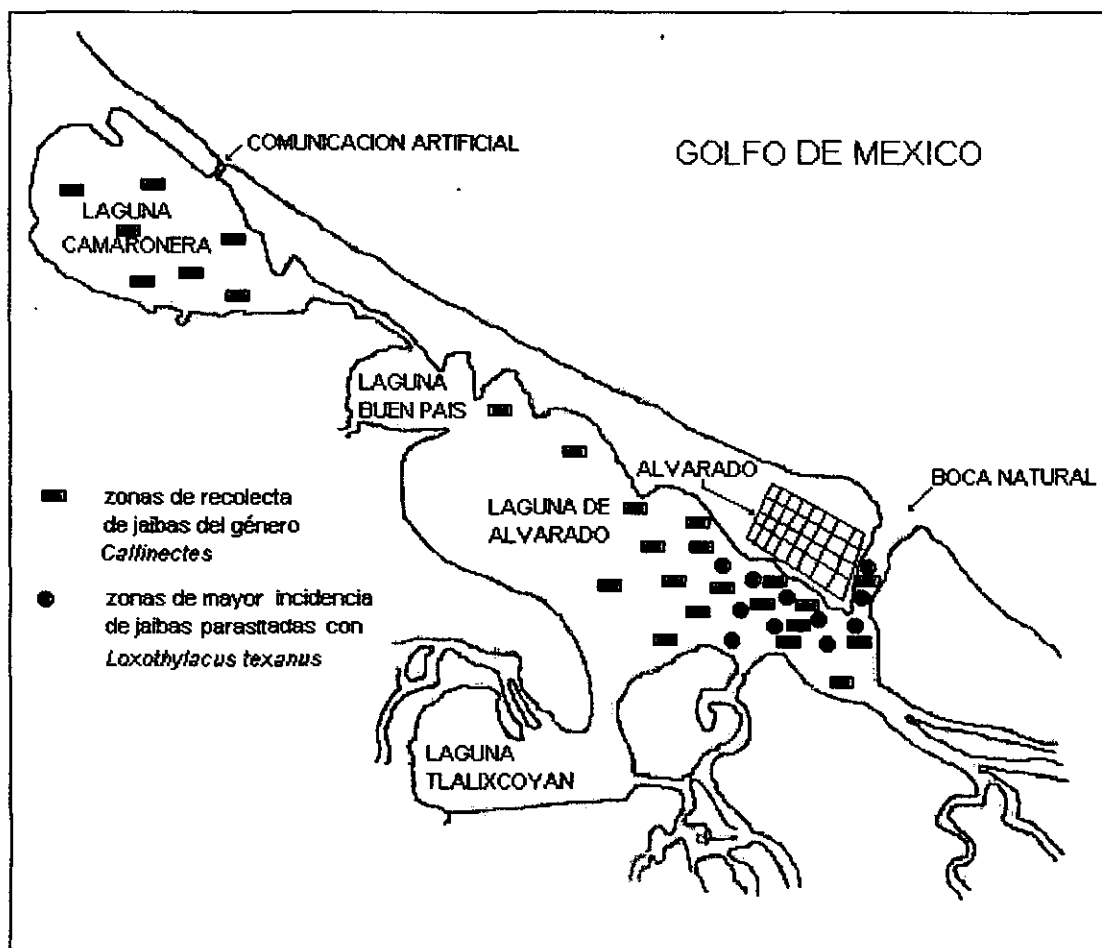 COMUNICACION ARTIFICIAL
GOLFO DE MEXICO
LAGUNA
CAMARONERA
LAGUNA
BUEN PAIS
ALVARADO
BOCA NATURAL
LAGUNA DE
ALVARADO
zonas de recolecta
de jaibas del género
Callinectes
zonas de mayor incidencia
de jaibas parasitadas con
Loxothylacus texanus
LAGUNA
TLALIXCOYAN